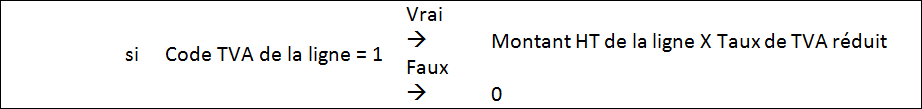 Vrai
si Code TVA de la ligne = 1 → Montant HT de la ligne X Taux de TVA réduit
Faux
→ 0